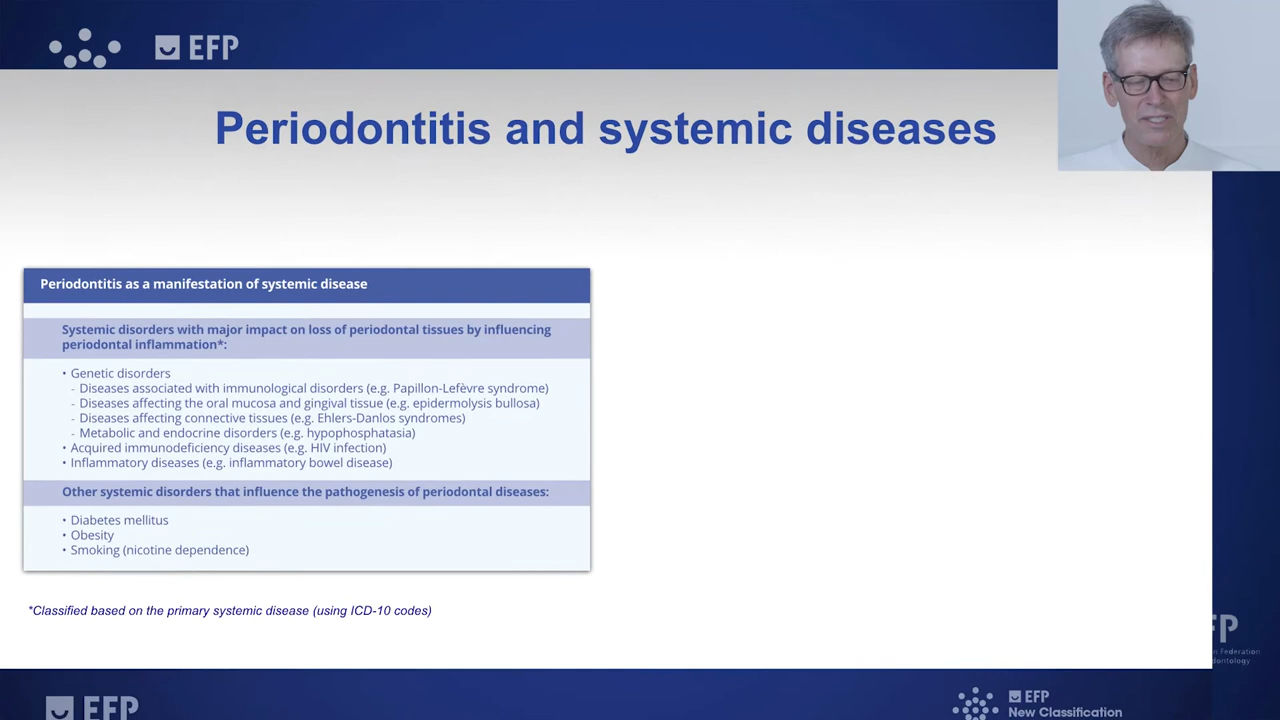 EFP
Periodontitis and systemic diseases
Periodontitis as a manifestation of systemic disease
Systemic disorders with major impact on loss of periodontal tissues by influencing
periodontal inflammation*:
• Genetic disorders
- Diseases associated with immunological disorders (e.g. Papillon-Lefèvre syndrome)
- Diseases affecting the oral mucosa and gingival tissue (e.g. epidermolysis bullosa)
- Diseases affecting connective tissues (e.g. Ehlers-Danlos syndromes)
- Metabolic and endocrine disorders (e.g. hypophosphatasia)
• Acquired immunodeficiency diseases (e.g. HIV infection)
• Inflammatory diseases (e.g. inflammatory bowel disease)
Other systemic disorders that influence the pathogenesis of periodontal diseases:
• Diabetes mellitus
• Obesity
• Smoking (nicotine dependence)
*Classified based on the primary systemic disease (using ICD-10 codes)
FP
n Federation
dontology
EFP
EFP
New Classification